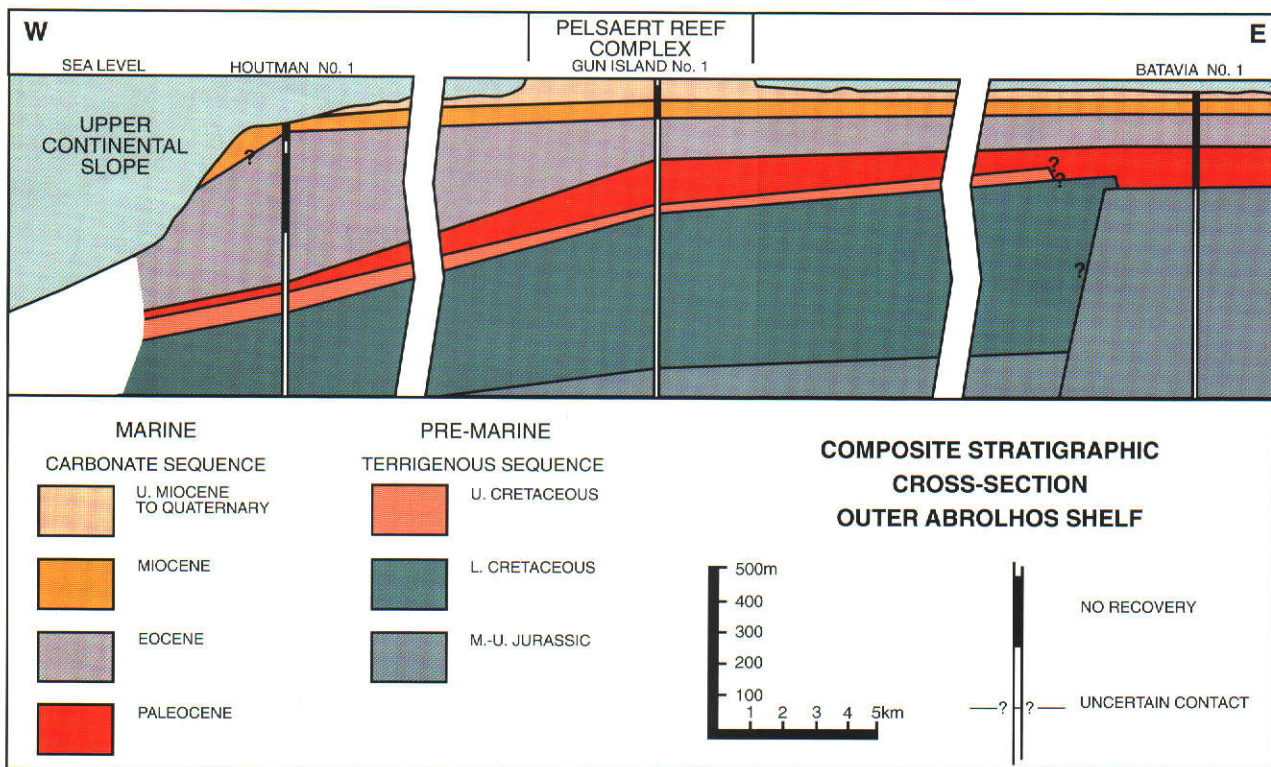 W
PELSAERT REEF
COMPLEX
E
SEA LEVEL
HOUTMAN N0. 1
GUN ISLAND No. 1
BATAVIA N0. 1
UPPER
CONTINENTAL
SLOPE
?
?
?
?
MARINE
CARBONATE SEQUENCE
U. MIOCENE
TO QUATERNARY
MIOCENE
EOCENE
PALEOCENE
PRE-MARINE
TERRIGENOUS SEQUENCE
U. CRETACEOUS
L. CRETACEOUS
M.-U. JURASSIC
COMPOSITE STRATIGRAPHIC
CROSS-SECTION
OUTER ABROLHOS SHELF
500m
400
300
200
100
1 2 3 4 5km
NO RECOVERY
? ? UNCERTAIN CONTACT